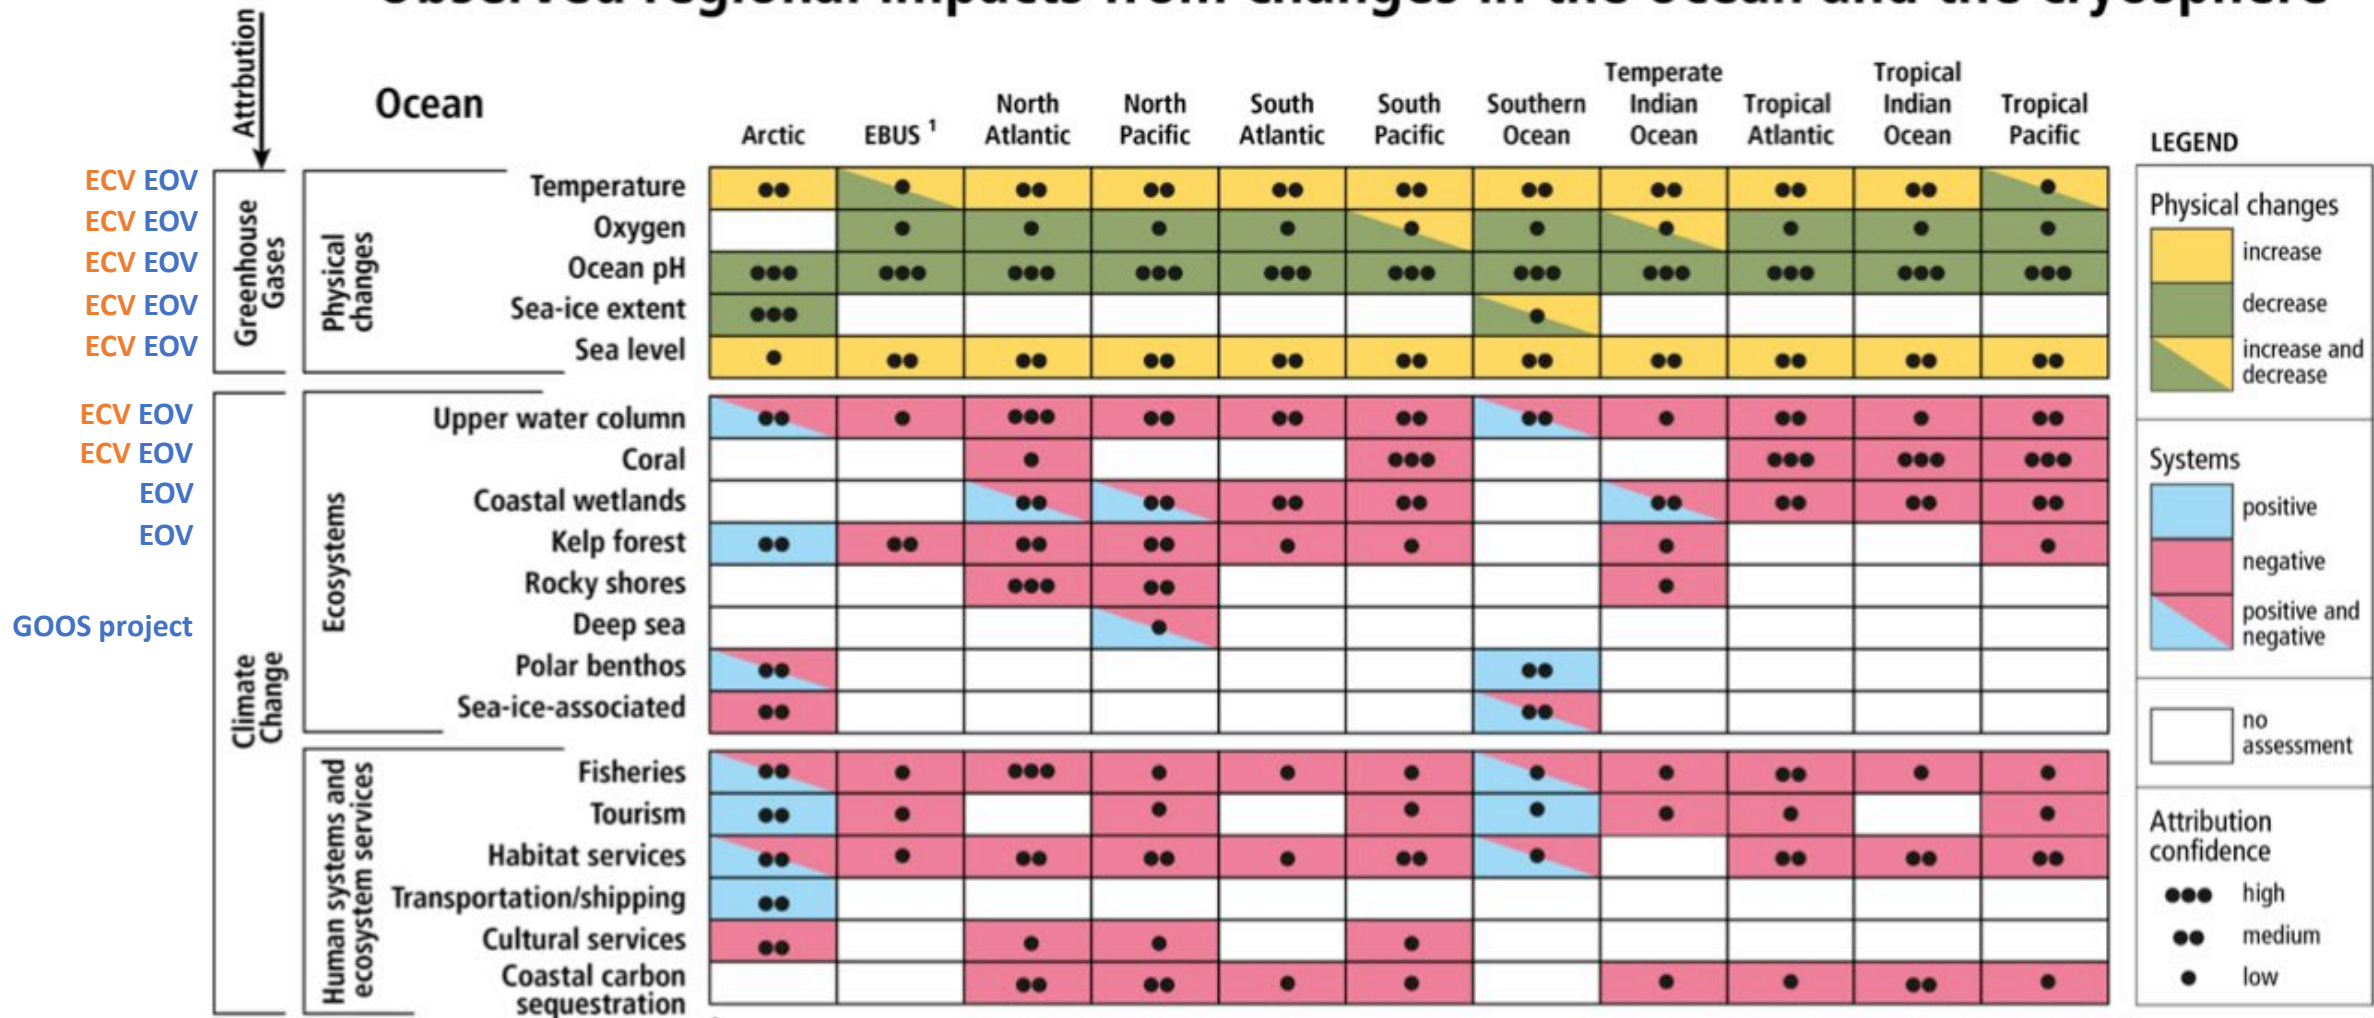 Observed regional impacts from changes in the ocean and the cryosphere
Attrbution
Ocean
Arctic
EBUS 1
North
Atlantic
North
Pacific
South
Atlantic
South
Pacific
Southern
Ocean
Temperate
Indian
Ocean
Tropical
Atlantic
Tropical
Indian
Ocean
Tropical
Pacific
Greenhouse
Gases
Physical
changes
ECV EOV Temperature
ECV EOV Oxygen
ECV EOV Ocean pH
ECV EOV Sea-ice extent
ECV EOV Sea level
Climate
Change
Ecosystems
ECV EOV Upper water column
ECV EOV Coral
EOV Coastal wetlands
EOV Kelp forest
Rocky shores
GOOS project Deep sea
Polar benthos
Sea-ice-associated
Human systems and
ecosystem services
Fisheries
Tourism
Habitat services
Transportation/shipping
Cultural services
Coastal carbon
sequestration
LEGEND
Physical changes
increase
decrease
increase and
decrease
Systems
positive
negative
positive and
negative
no
assessment
Attribution
confidence
high
medium
low